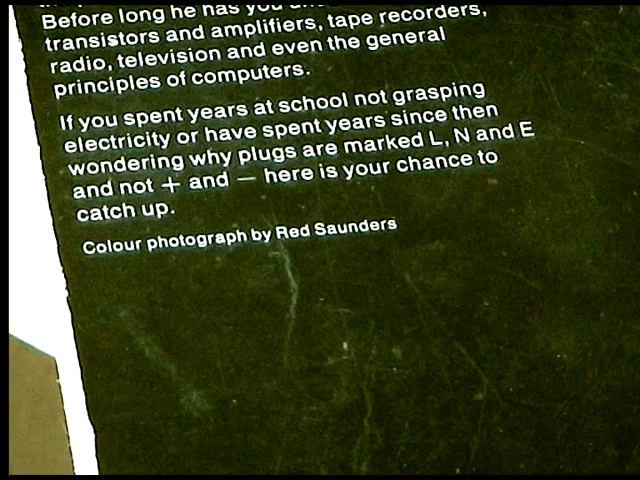 Before long he has you
transistors and amplifiers, tape recorders,
radio, television and even the general
principles of computers.
If you spent years at school not grasping
electricity or have spent years since then
wondering why plugs are marked L, N and E
and not + and — here is your chance to
catch up.
Colour photograph by Red Saunders